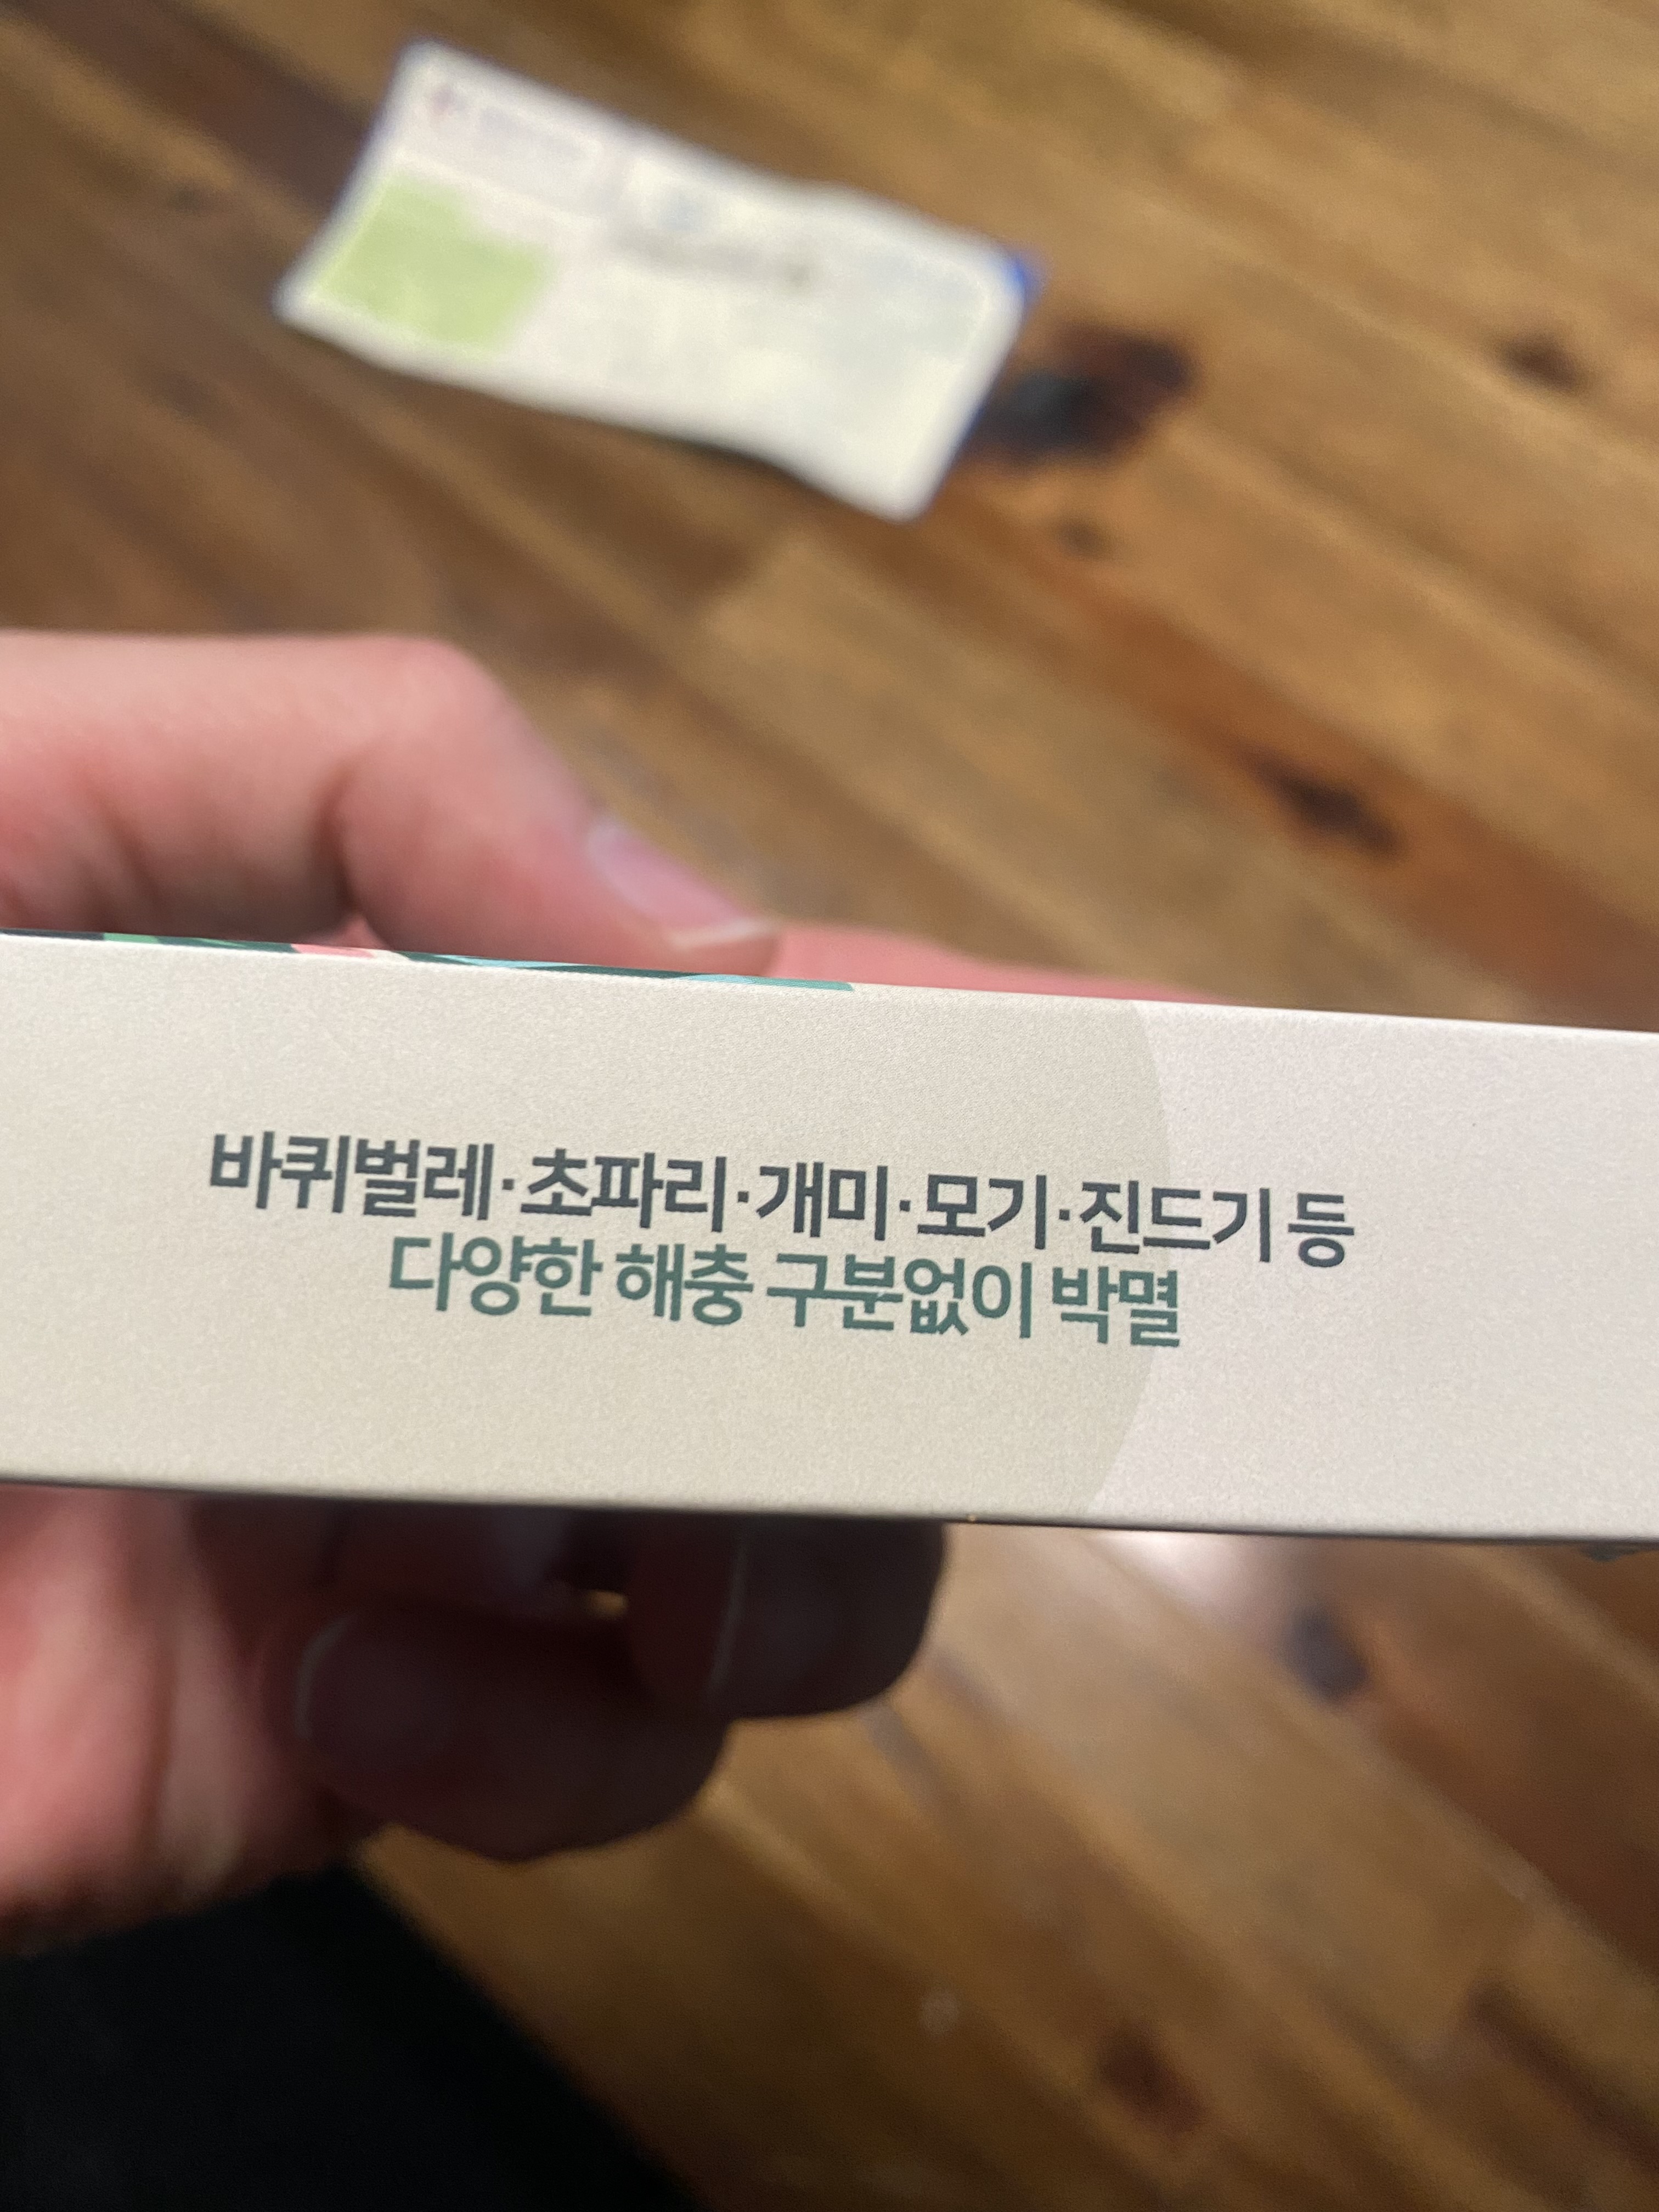 바퀴벌레·초파리·개미·모기·진드기 등
다양한 해충 구분없이 박멸